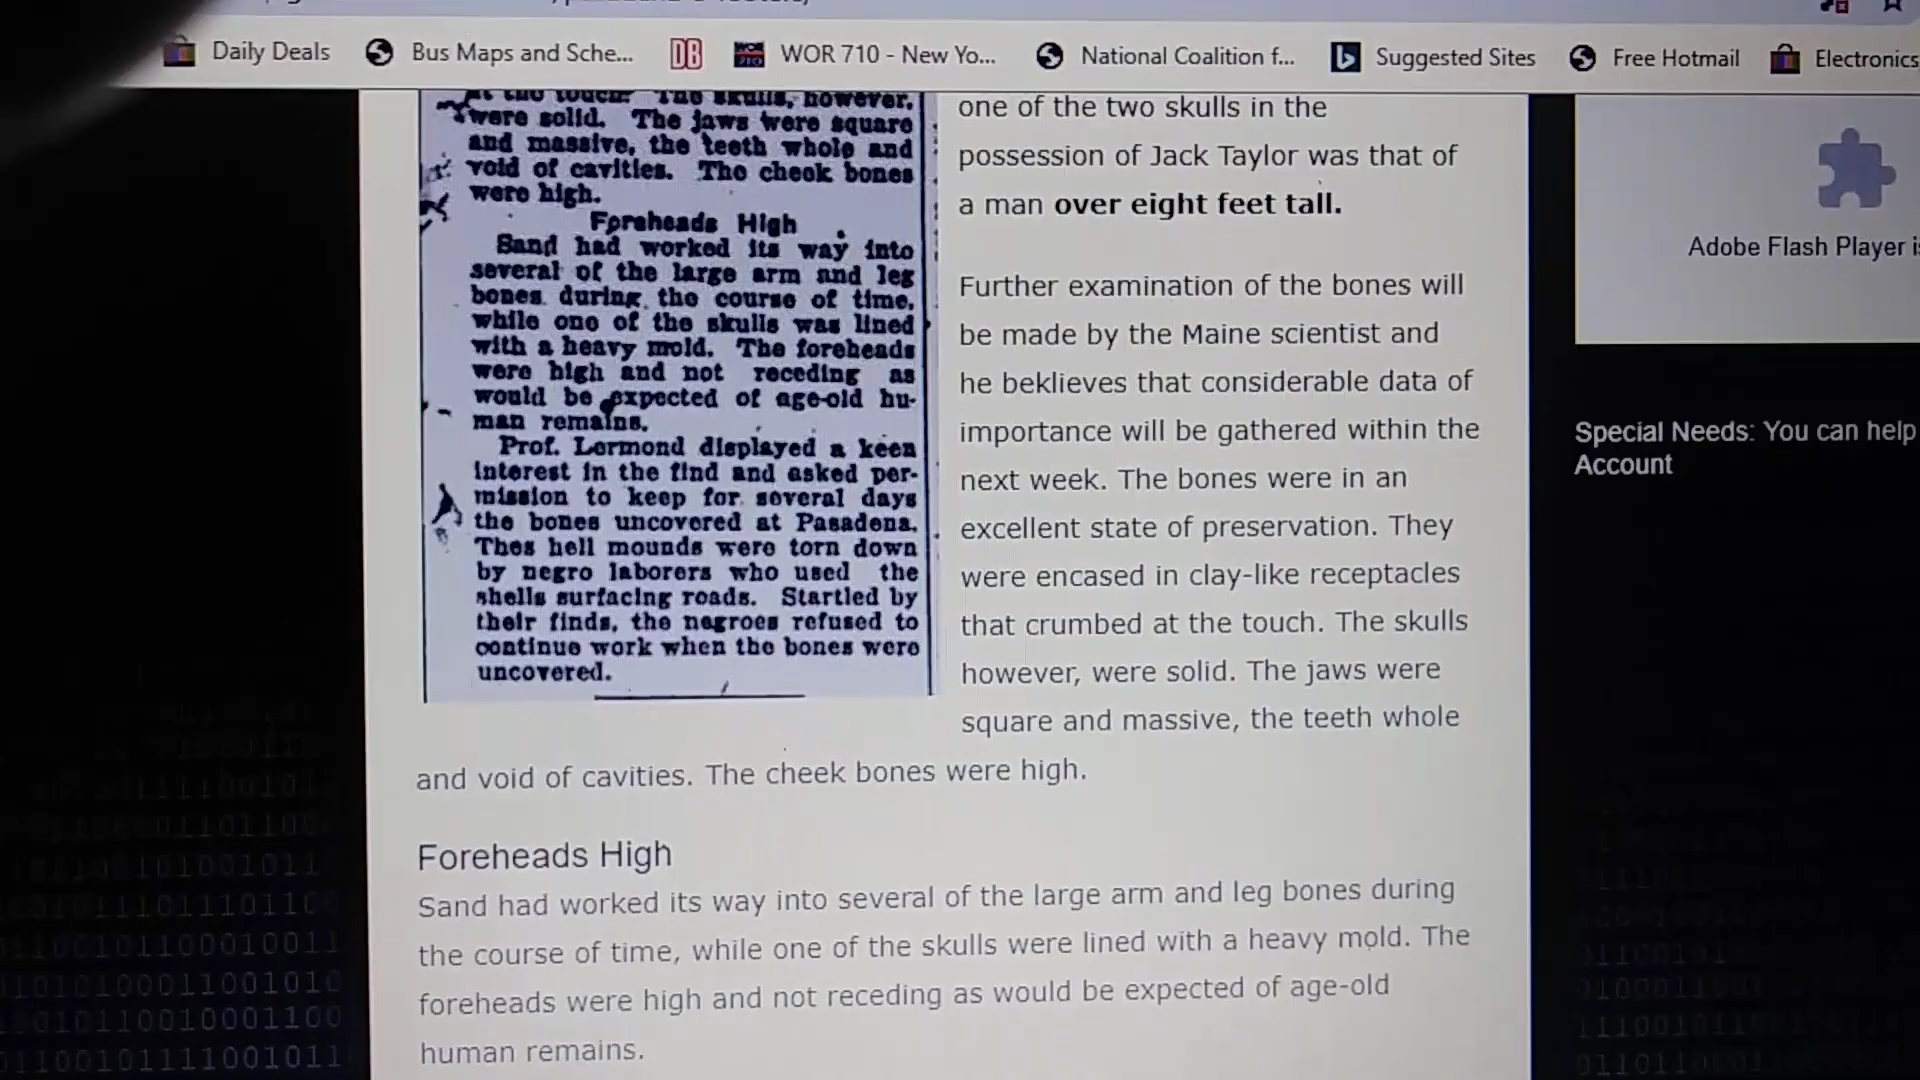 Daily Deals
Bus Maps and Sche...
DB
WOR 710 - New Yo...
National Coalition f...
Suggested Sites
Free Hotmail
Electronics
at the touch. The skulls, however,
were solid. The jaws were square
and massive, the teeth whole and
void of cavities. The cheek bones
were high.
Foreheads High
Sand had worked its way into
several of the large arm and leg
bones during the course of time,
while one of the skulls was lined
with a heavy mold. The foreheads
were high and not receding as
would be expected of age-old hu-
man remains.
Prof. Lormond displayed a keen
interest in the find and asked per-
mission to keep for several days
the bones uncovered at Pasadena.
Thes hell mounds were torn down
by negro laborers who used the
shells surfacing roads. Startled by
their finds, the negroes refused to
continue work when the bones were
uncovered.
one of the two skulls in the
possession of Jack Taylor was that of
a man over eight feet tall.
Further examination of the bones will
be made by the Maine scientist and
he beklieves that considerable data of
importance will be gathered within the
next week. The bones were in an
excellent state of preservation. They
were encased in clay-like receptacles
that crumbed at the touch. The skulls
however, were solid. The jaws were
square and massive, the teeth whole
and void of cavities. The cheek bones were high.
Foreheads High
Sand had worked its way into several of the large arm and leg bones during
the course of time, while one of the skulls were lined with a heavy mold. The
foreheads were high and not receding as would be expected of age-old
human remains.
Adobe Flash Player i
Special Needs: You can help
Account